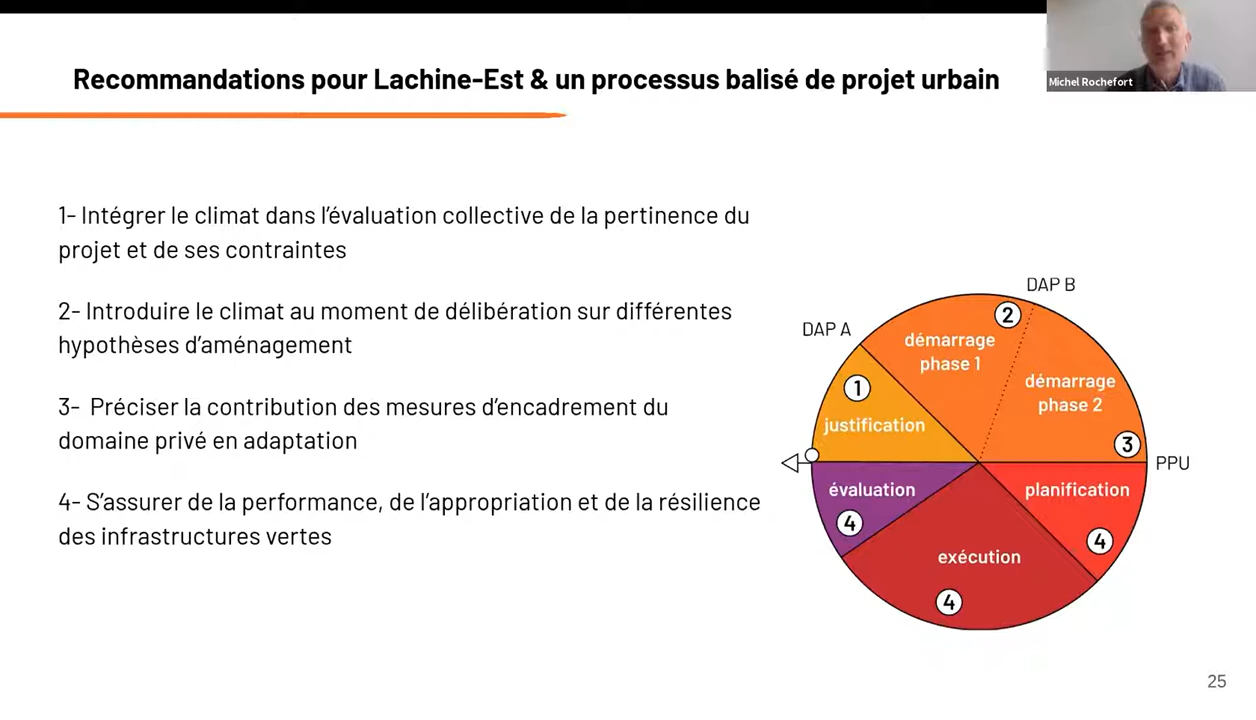 Michel Rochefort
Recommandations pour Lachine-Est & un processus balisé de projet urbain
1- Intégrer le climat dans l'évaluation collective de la pertinence du
projet et de ses contraintes
2- Introduire le climat au moment de délibération sur différentes
hypothèses d'aménagement
3- Préciser la contribution des mesures d'encadrement du
domaine privé en adaptation
4- S'assurer de la performance, de l'appropriation et de la résilience
des infrastructures vertes
DAP B
DAP A
2
démarrage
phase 1
démarrage
phase 2
1
justification
3
PPU
évaluation
planification
4
4
exécution
4
25